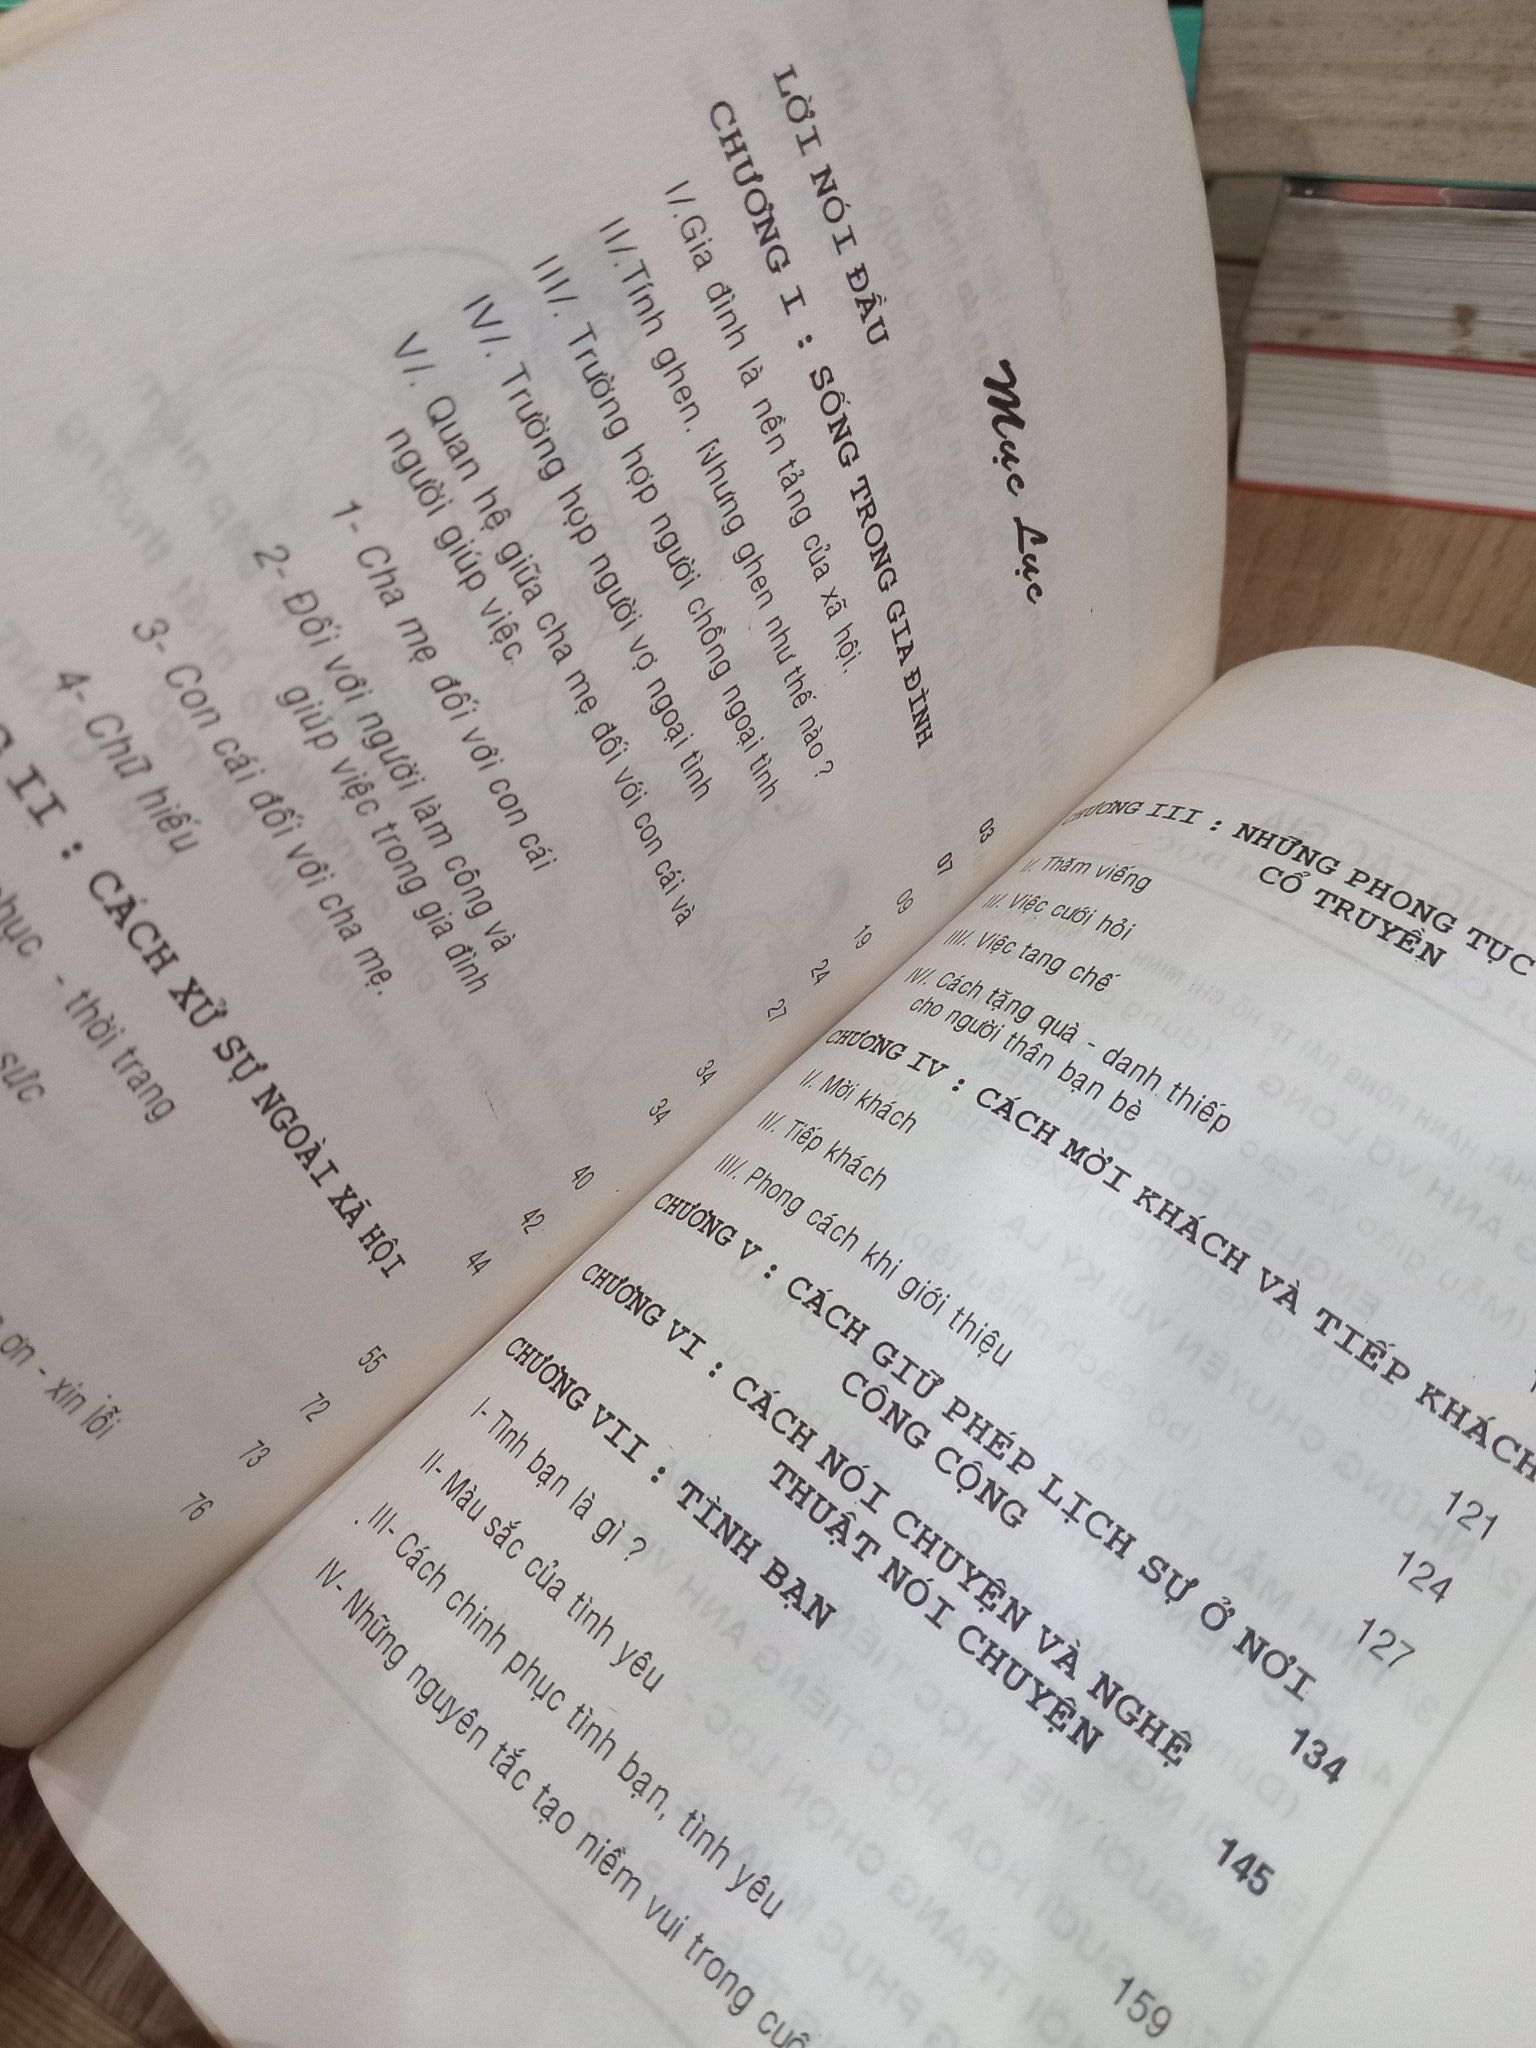 Mục Lục
LỜI NÓI ĐẦU 03
CHƯƠNG I : SỐNG TRONG GIA ĐÌNH 07
I/.Gia đình là nền tảng của xã hội. 09
II/.Tính ghen. Nhưng ghen như thế nào ? 19
III/. Trường hợp người chồng ngoại tình. 24
IV/. Trường hợp người vợ ngoại tình 27
V/. Quan hệ giữa cha mẹ đối với con cái và
người giúp việc. 34
1- Cha mẹ đối với con cái 34
2- Đối với người làm công và
giúp việc trong gia đình 40
3- Con cái đối với cha mẹ. 42
4- Chữ hiếu 44
II : CÁCH XỬ SỰ NGOÀI XÃ HỘI 55
- thời trang 72
sức 73
ơn - xin lỗi 76
CHƯƠNG III : NHỮNG PHONG TỤC
CỔ TRUYỀN
I/. Thăm viếng
II/. Việc cưới hỏi
III/. Việc tang chế
IV/. Cách tặng quà - danh thiếp
cho người thân bạn bè
CHƯƠNG IV : CÁCH MỜI KHÁCH VÀ TIẾP KHÁCH
I/. Mời khách 121
II/. Tiếp khách 124
III/. Phong cách khi giới thiệu 127
CHƯƠNG V : CÁCH GIỮ PHÉP LỊCH SỰ Ở NƠI
CÔNG CỘNG 134
CHƯƠNG VI : CÁCH NÓI CHUYỆN VÀ NGHỆ
THUẬT NÓI CHUYỆN 145
CHƯƠNG VII : TÌNH BẠN
I- Tình bạn là gì ? 159
II- Màu sắc của tình yêu
III- Cách chinh phục tình bạn, tình yêu
IV- Những nguyên tắc tạo niềm vui trong